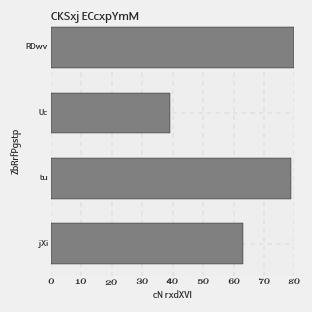 CKSxj ECcxpYmM
RDwv
Uc
tu
jXi
ZbRrfPgstp
0 10 20 30 40 50 60 70 80
cN rxdXVI